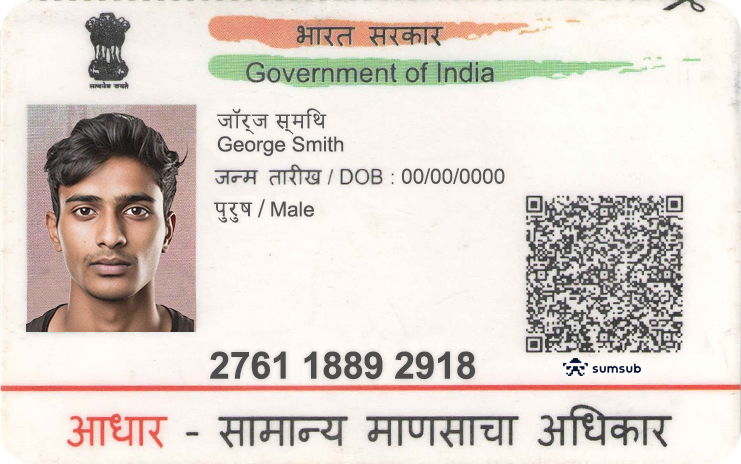 भारत सरकार
Government of India
सत्यमेव जयते
जॉर्ज स्मिथ
George Smith
जन्म तारीख / DOB : 00/00/0000
पुरुष / Male
2761 1889 2918
sumsub
आधार - सामान्य माणसाचा अधिकार